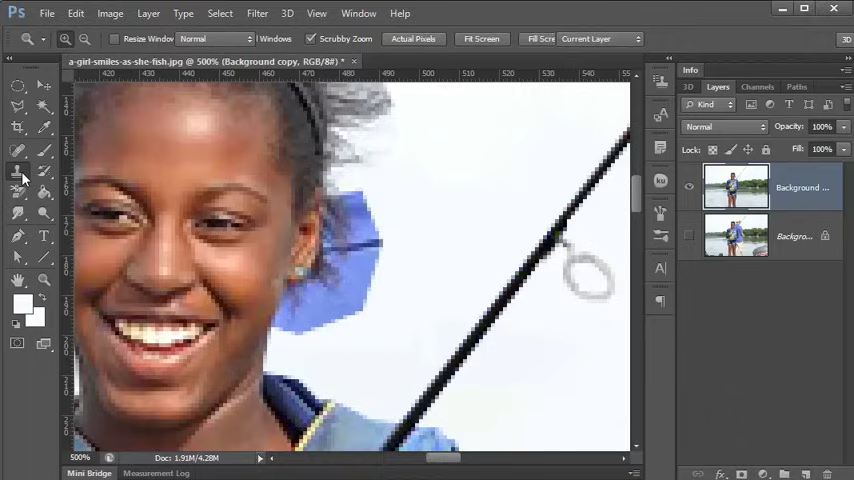 Ps File Edit Image Layer Type Select Filter 3D View Window Help
Resize Window Normal l Windows Scrubby Zoom Actual Pixels Fit Screen Fill Scre Current Layer 3D
a-girl-smiles-as-she-fish.jpg @ 500% (Background copy, RGB/8#) * × Info
420 430 440 450 460 470 480 490 500 510 520 530 540 3D Layers Channels Paths
Kind
Normal Opacity: 100%
Lock: Fill: 100%
Background ...
Backgro...
ku
A
T
500% Doc: 1.91M/4.28M
Mini Bridge Measurement Log
fx